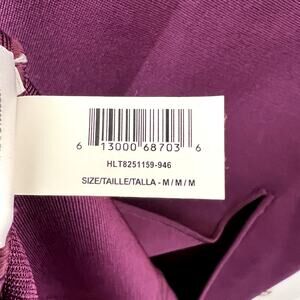 6 13000 68703 6
HLT8251159-946
SIZE/TAILLE/TALLA - M / M / M